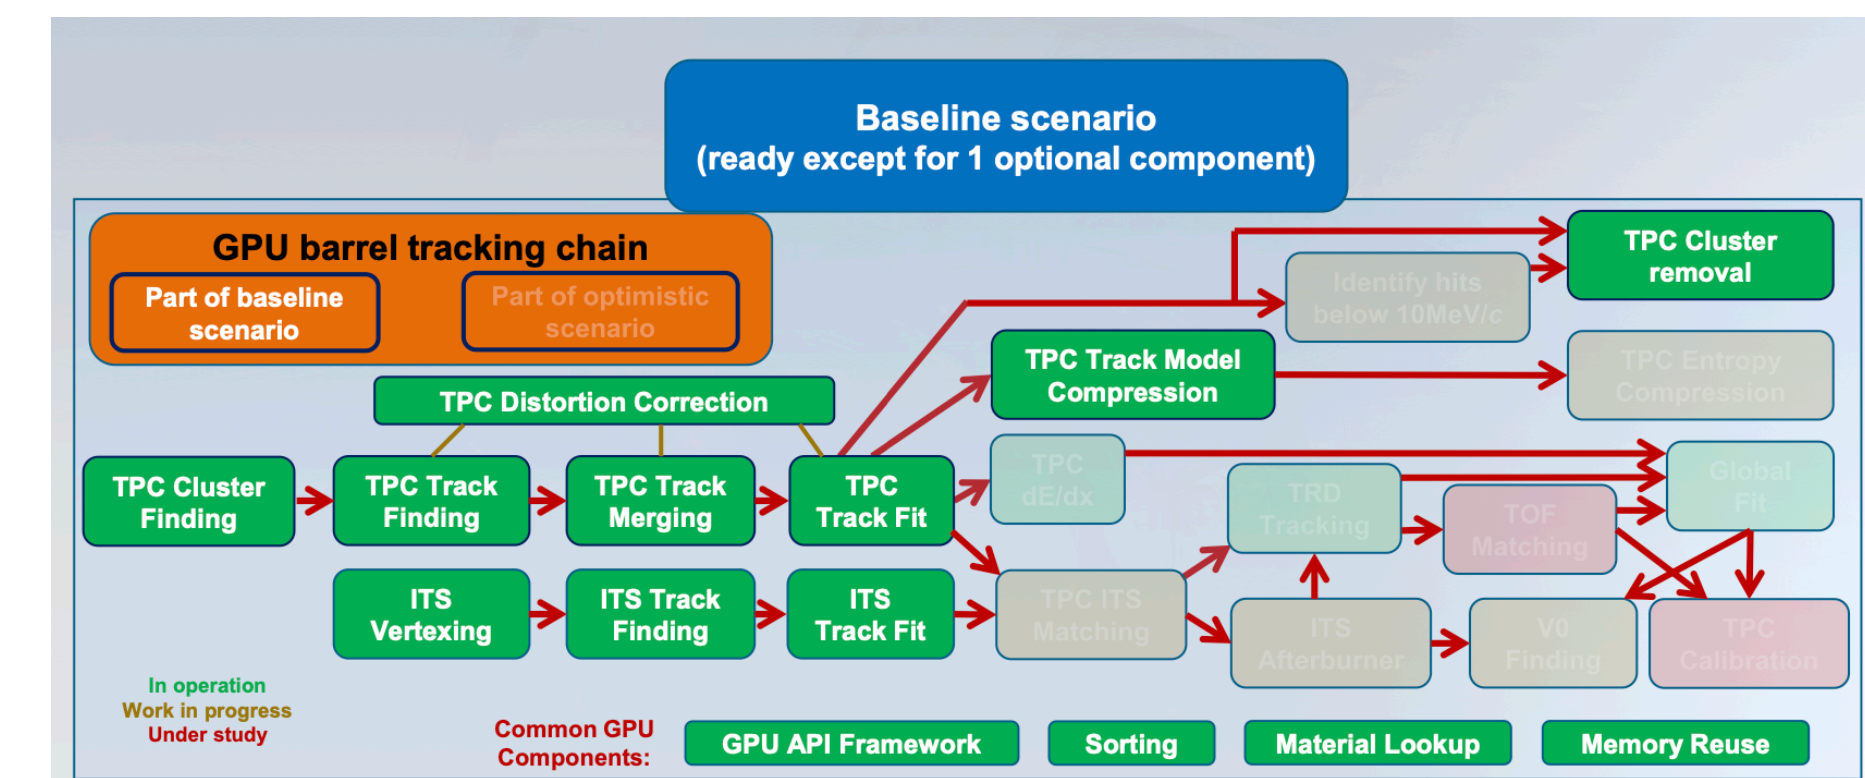 Baseline scenario
(ready except for 1 optional component)
GPU barrel tracking chain
Part of baseline
scenario
Part of optimistic
scenario
TPC Cluster
removal
Identify hits
below 10MeV/c
TPC Track Model
Compression
TPC Entropy
Compression
TPC Distortion Correction
TPC Cluster
Finding
TPC Track
Finding
TPC Track
Merging
TPC
Track Fit
TPC
dE/dx
TRD
Tracking
TOF
Matching
Global
Fit
ITS
Vertexing
ITS Track
Finding
ITS
Track Fit
TPC ITS
Matching
ITS
Afterburner
V0
Finding
TPC
Calibration
In operation
Work in progress
Under study
Common GPU
Components:
GPU API Framework
Sorting
Material Lookup
Memory Reuse